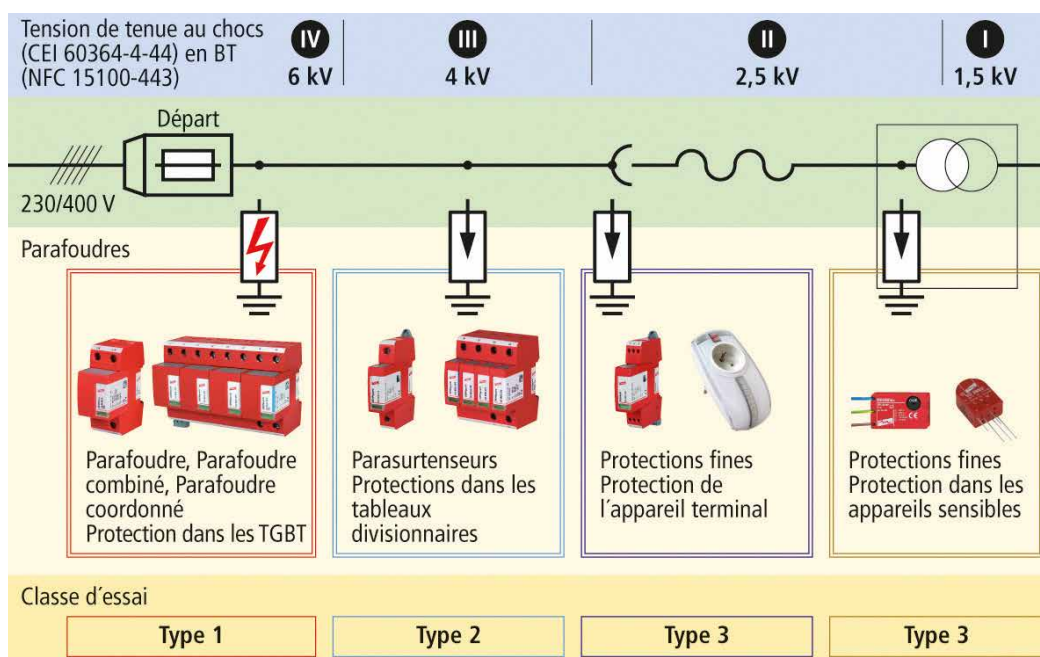 Tension de tenue au chocs
(CEI 60364-4-44) en BT
(NFC 15100-443)
IV
6 kV
III
4 kV
II
2,5 kV
I
1,5 kV
Départ
230/400 V
Parafoudres
Parafoudre, Parafoudre
combiné, Parafoudre
coordonné
Protection dans les TGBT
Parasurtenseurs
Protections dans les
tableaux
divisionnaires
Protections fines
Protection de
l´appareil terminal
Protections fines
Protection dans les
appareils sensibles
Classe d´essai
Type 1
Type 2
Type 3
Type 3